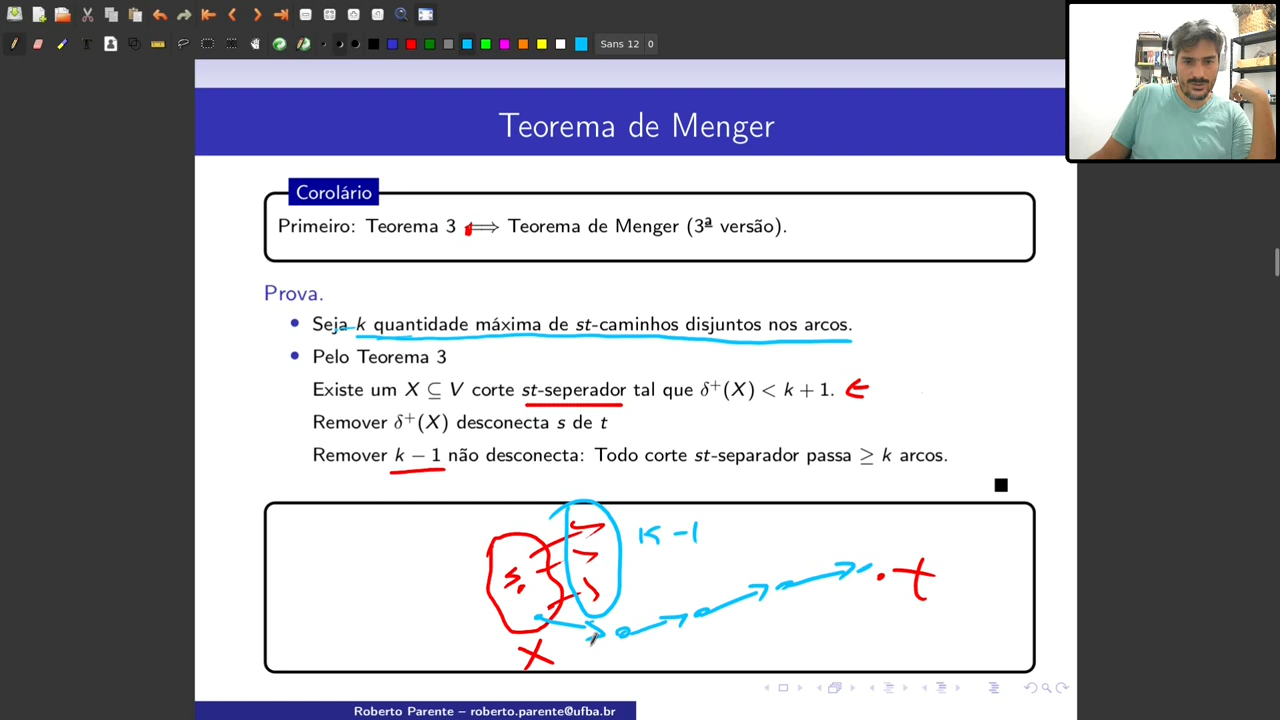 Sans 12 0
Teorema de Menger
Corolário
Primeiro: Teorema 3 ⟺ Teorema de Menger (3ª versão).
Prova.
Seja k quantidade máxima de st-caminhos disjuntos nos arcos.
Pelo Teorema 3
Existe um X ⊆ V corte st-seperador tal que δ⁺(X) < k + 1.
Remover δ⁺(X) desconecta s de t
Remover k − 1 não desconecta: Todo corte st-separador passa ≥ k arcos.
K -1
s
t
X
Roberto Parente – roberto.parente@ufba.br